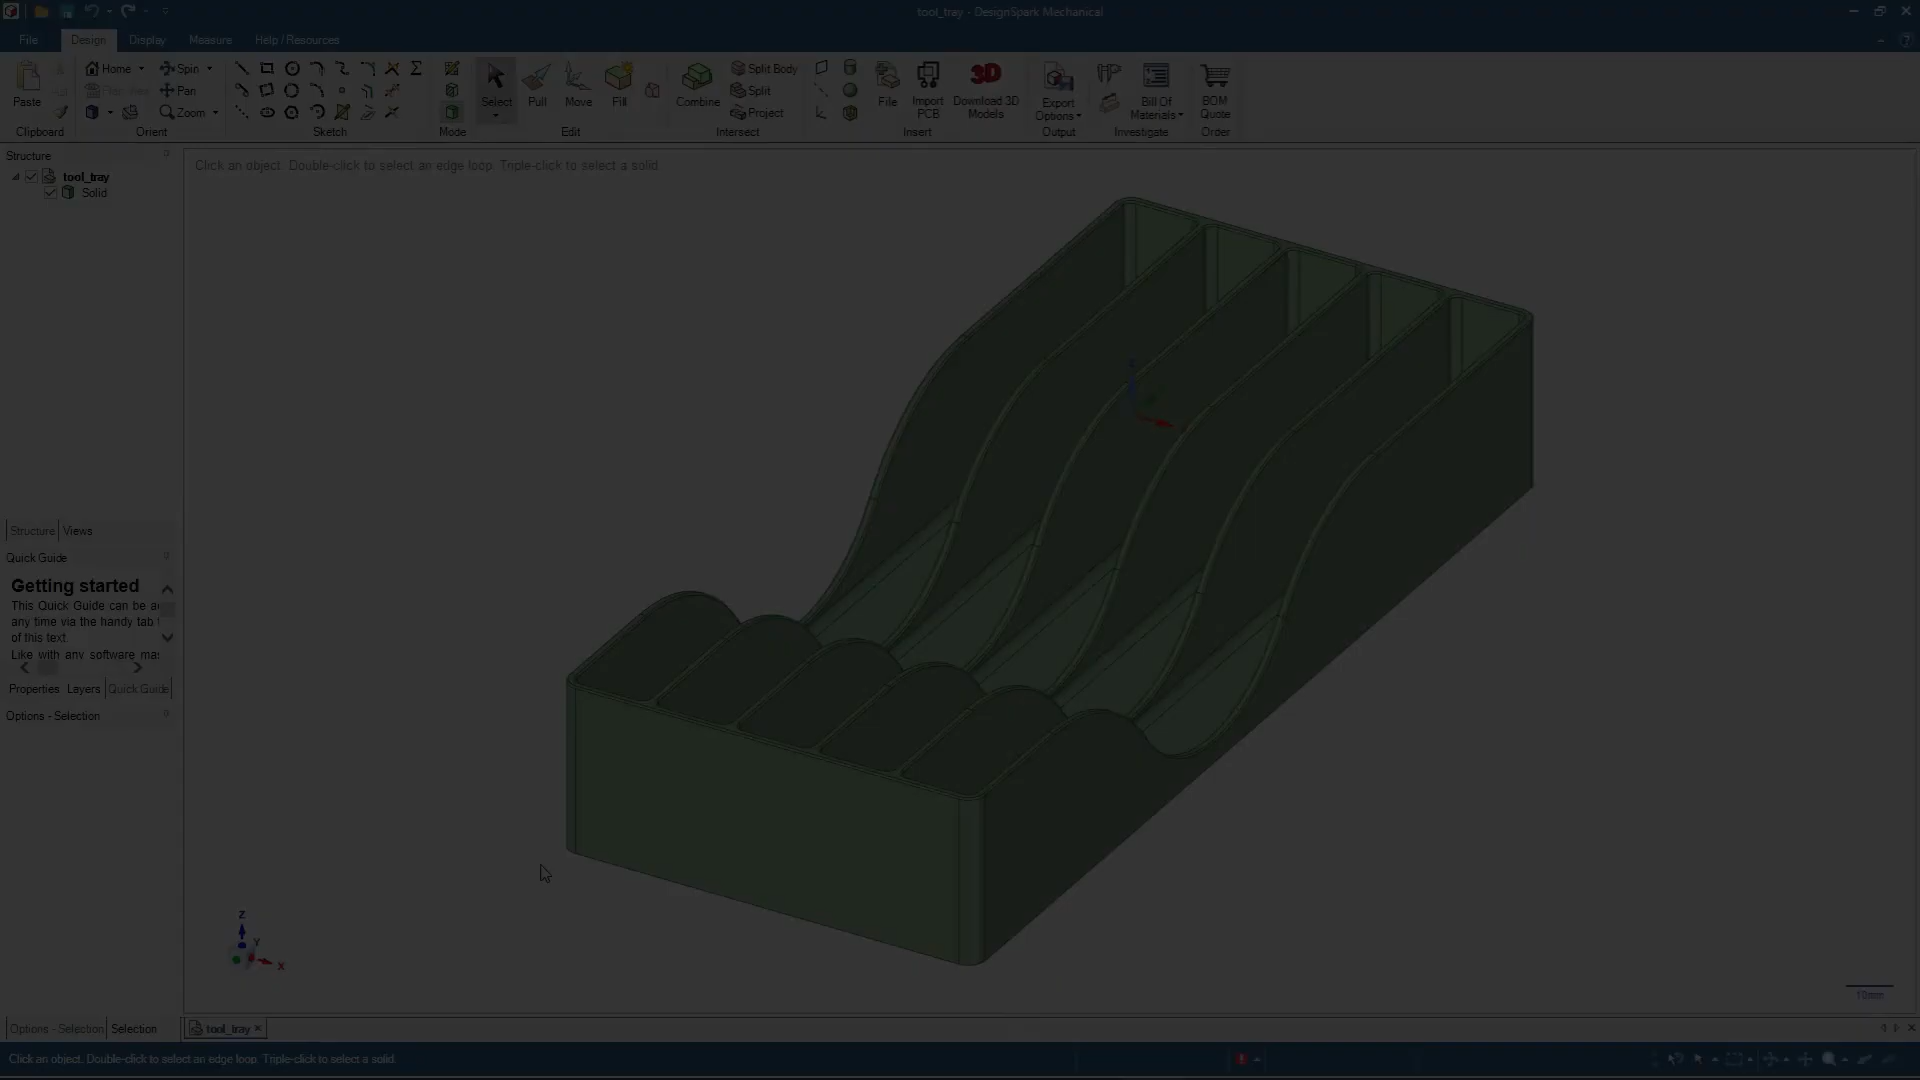 tool_tray - DesignSpark Mechanical
File Design Display Measure Help / Resources
Home Spin
Split Body
Paste Pan Select Pull Move Fill Combine Split File Import PCB Download 3D Models Export Options Bill Of Materials BOM Quote
Zoom Project
3D
Clipboard Orient Sketch Mode Edit Intersect Insert Output Investigate Order
Structure
Click an object. Double-click to select an edge loop. Triple-click to select a solid.
tool_tray
Solid
Structure Views
Quick Guide
Getting started
This Quick Guide can be a
any time via the handy tab
of this text.
Like with any software ma
Properties Layers Quick Guide
Options - Selection
Z
Y
X
10mm
Options - Selection Selection tool_tray
Click an object. Double-click to select an edge loop. Triple-click to select a solid.